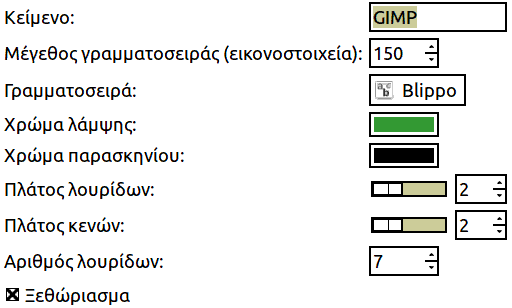 Κείμενο: GIMP
Μέγεθος γραμματοσειράς (εικονοστοιχεία): 150
Γραμματοσειρά: Blippo
Χρώμα λάμψης:
Χρώμα παρασκηνίου:
Πλάτος λουρίδων: 2
Πλάτος κενών: 2
Αριθμός λουρίδων: 7
Ξεθώριασμα